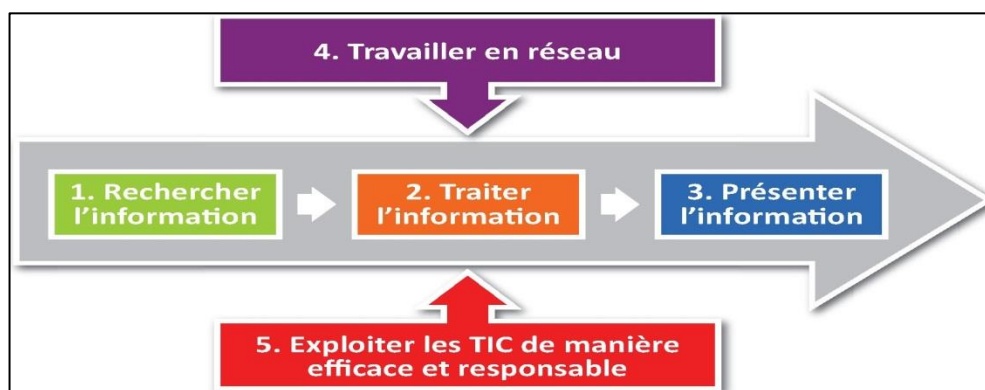 4. Travailler en réseau
1. Rechercher
l’information
2. Traiter
l’information
3. Présenter
l’information
5. Exploiter les TIC de manière
efficace et responsable